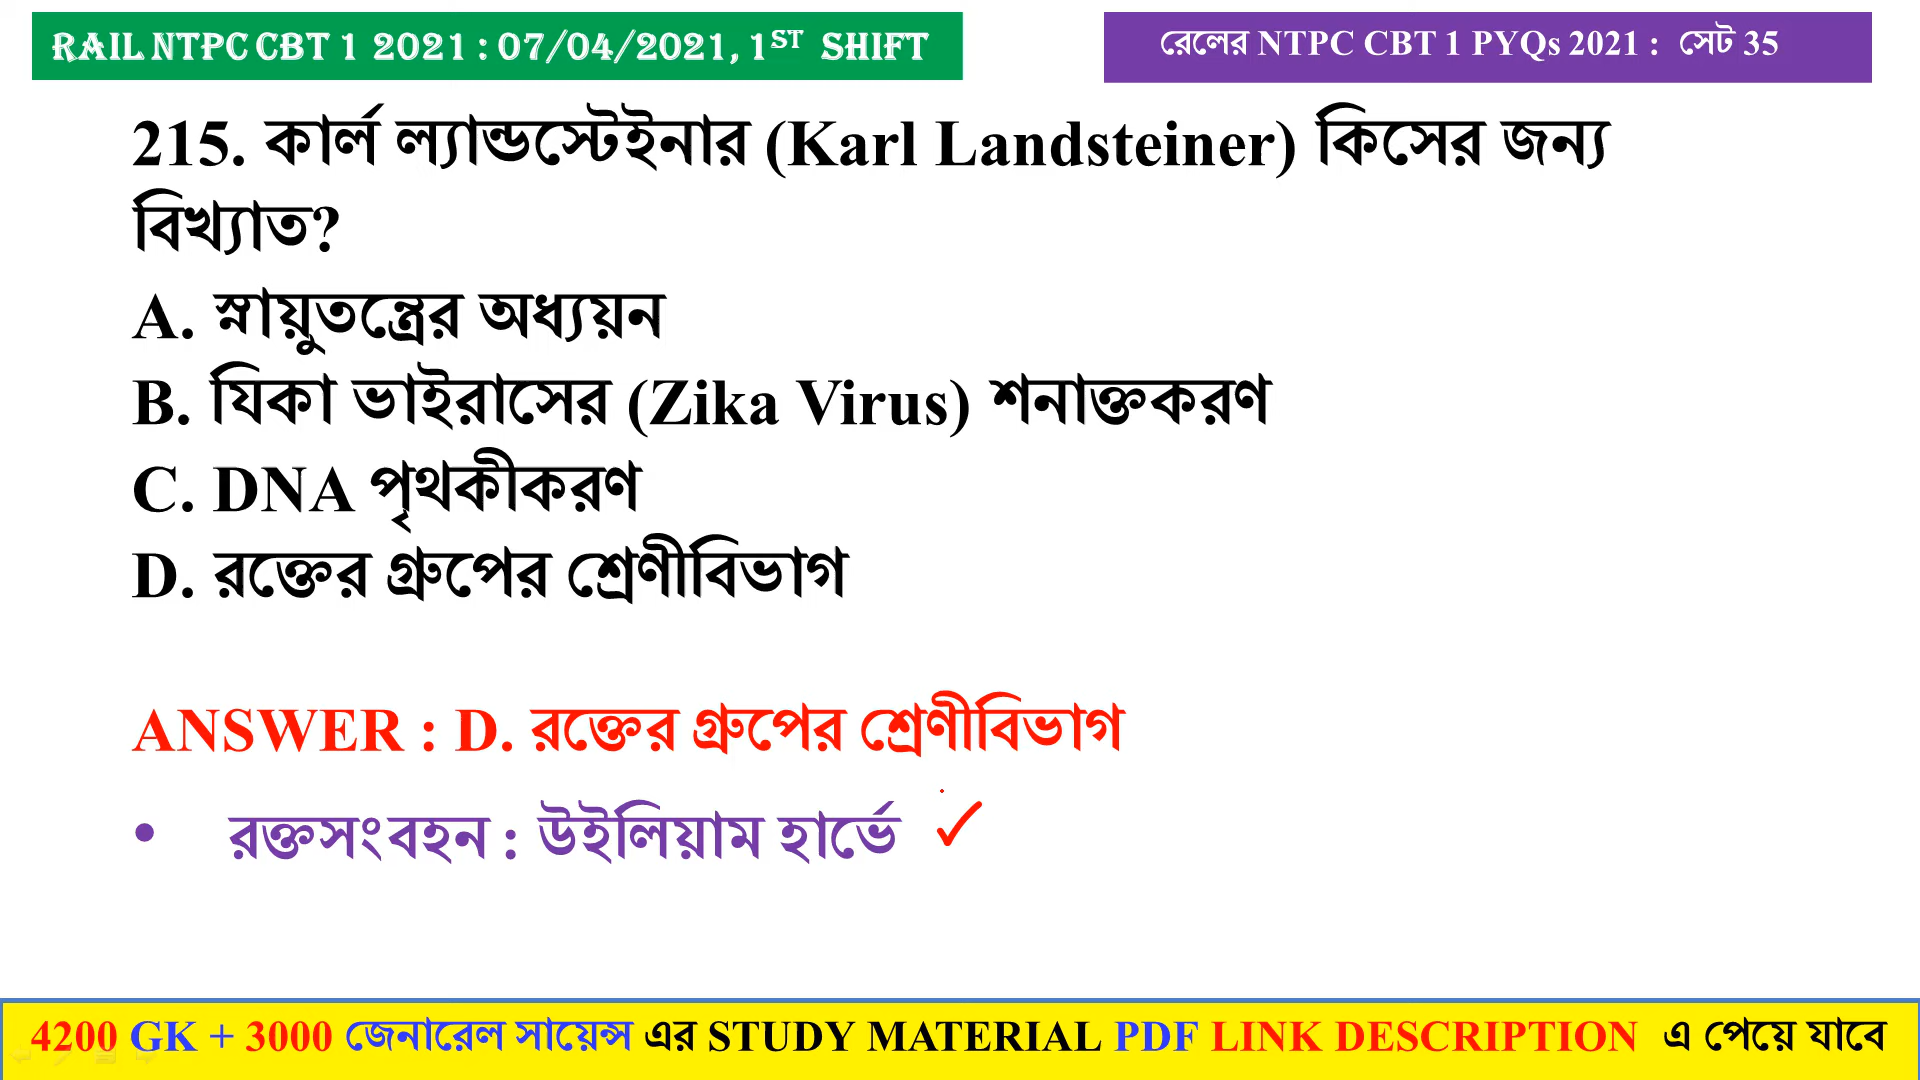 RAIL NTPC CBT 1 2021 : 07/04/2021, 1ST SHIFT
রেলের NTPC CBT 1 PYQs 2021 : সেট 35
215. কার্ল ল্যান্ডস্টেইনার (Karl Landsteiner) কিসের জন্য
বিখ্যাত?
A. স্নায়ুতন্ত্রের অধ্যয়ন
B. যিকা ভাইরাসের (Zika Virus) শনাক্তকরণ
C. DNA পৃথকীকরণ
D. রক্তের গ্রুপের শ্রেণীবিভাগ
ANSWER : D. রক্তের গ্রুপের শ্রেণীবিভাগ
• রক্তসংবহন : উইলিয়াম হার্ভে ✓
4200 GK + 3000 জেনারেল সায়েন্স এর STUDY MATERIAL PDF LINK DESCRIPTION এ পেয়ে যাবে